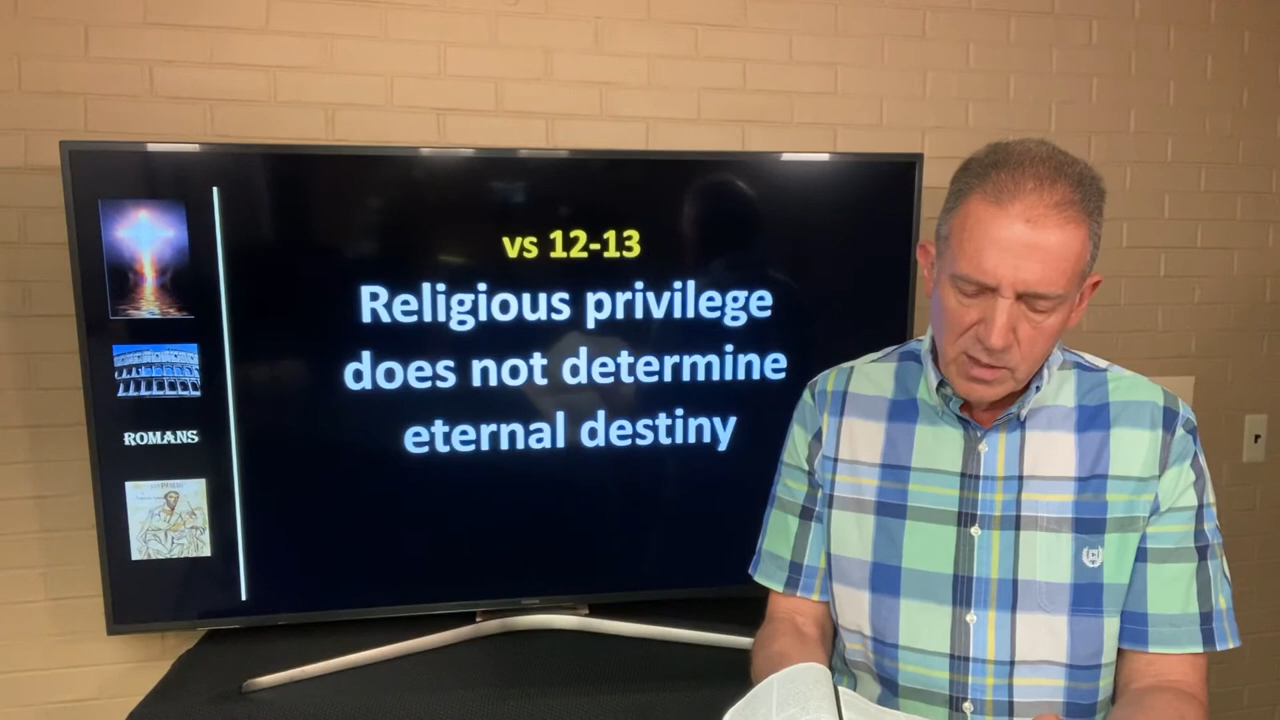 vs 12-13
Religious privilege
does not determine
eternal destiny
ROMANS